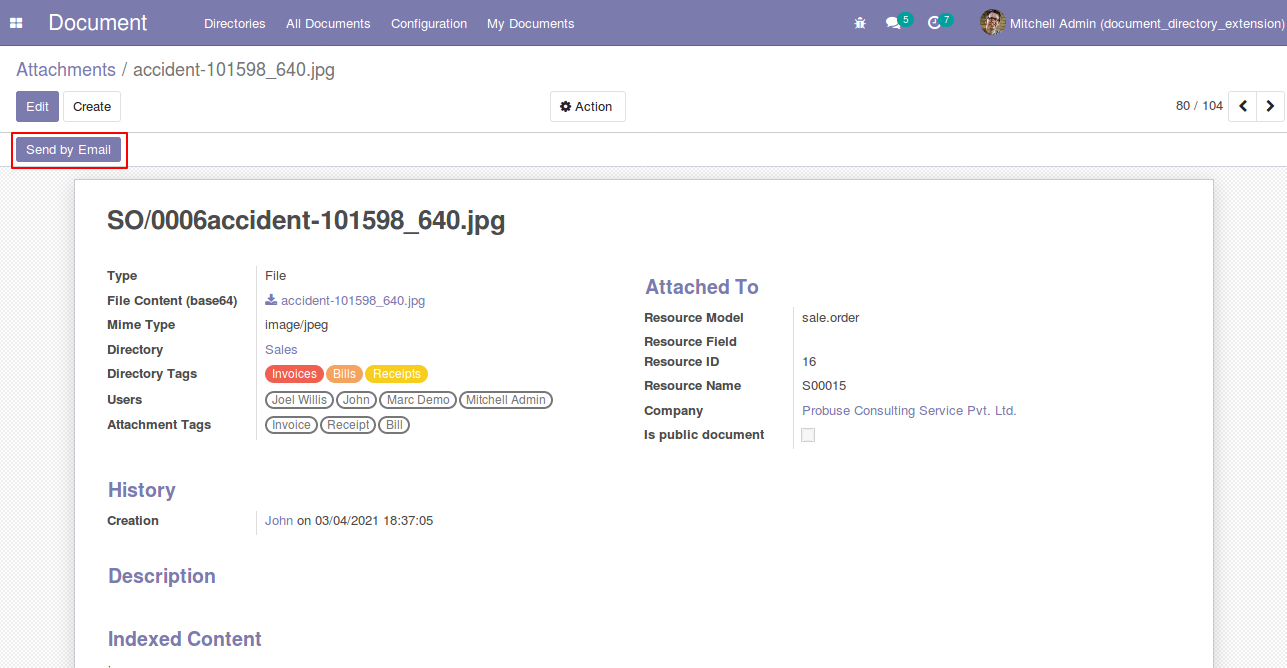 Document Directories All Documents Configuration My Documents 5 7 Mitchell Admin (document_directory_extension)
Attachments / accident-101598_640.jpg
Edit Create Action 80 / 104
Send by Email
SO/0006accident-101598_640.jpg
Type File
File Content (base64) accident-101598_640.jpg
Mime Type image/jpeg
Directory Sales
Directory Tags Invoices Bills Receipts
Users Joel Willis John Marc Demo Mitchell Admin
Attachment Tags Invoice Receipt Bill
Attached To
Resource Model sale.order
Resource Field
Resource ID 16
Resource Name S00015
Company Probuse Consulting Service Pvt. Ltd.
Is public document
History
Creation John on 03/04/2021 18:37:05
Description
Indexed Content